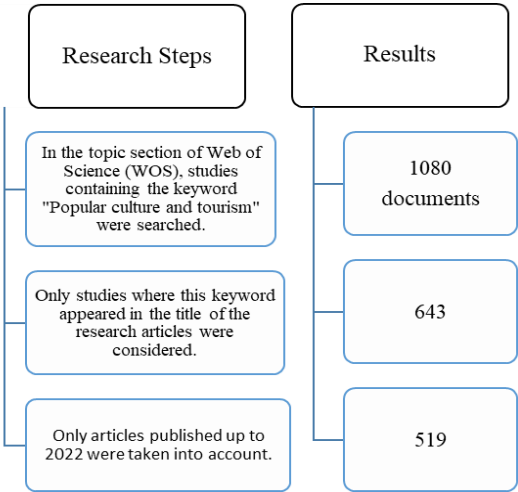 Research Steps
Results
In the topic section of Web of
Science (WOS), studies
containing the keyword
"Popular culture and tourism"
were searched.
1080
documents
Only studies where this keyword
appeared in the title of the
research articles were
considered.
643
Only articles published up to
2022 were taken into account.
519